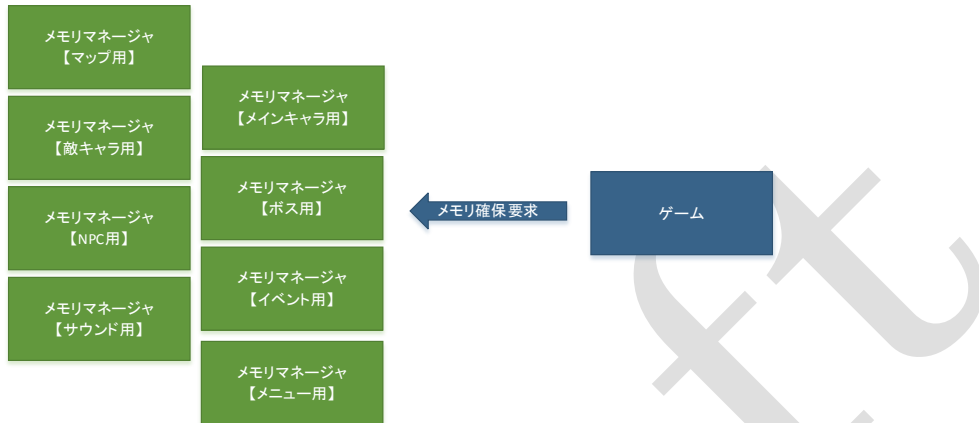 メモリマネージャ
【マップ用】
メモリマネージャ
【敵キャラ用】
メモリマネージャ
【NPC用】
メモリマネージャ
【サウンド用】
メモリマネージャ
【メインキャラ用】
メモリマネージャ
【ボス用】
メモリマネージャ
【イベント用】
メモリマネージャ
【メニュー用】
メモリ確保要求
ゲーム
ft